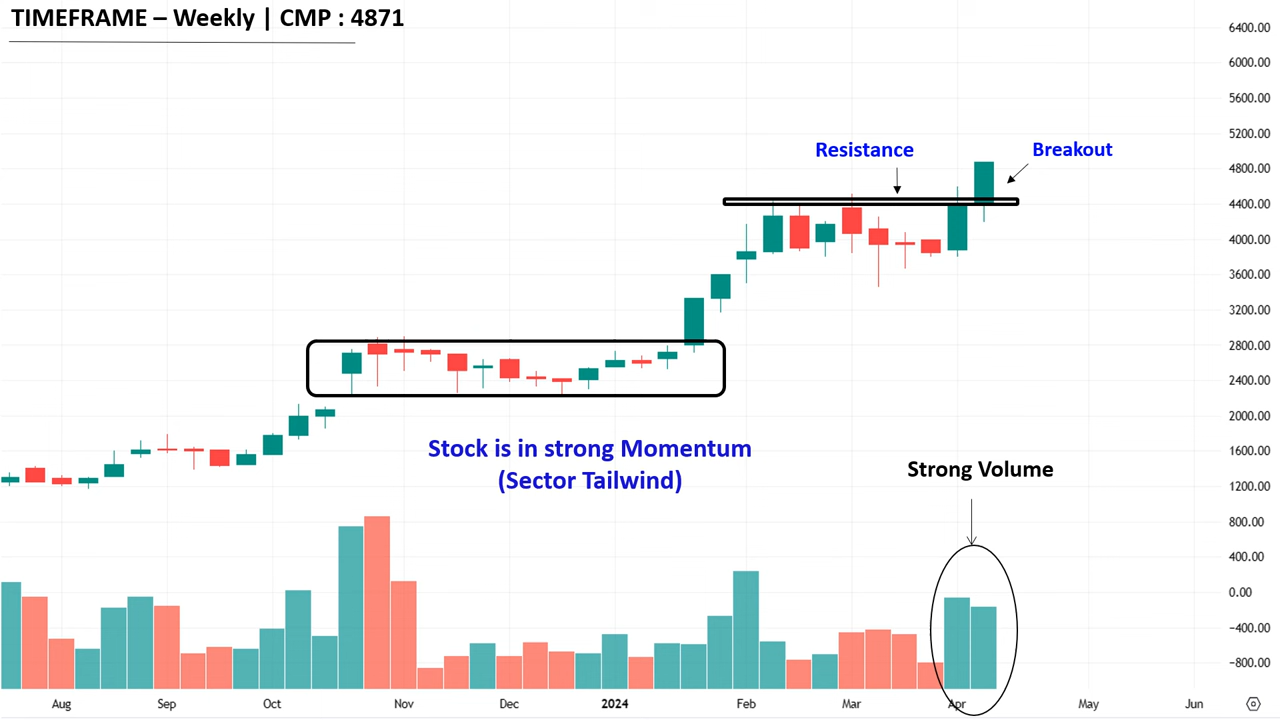 TIMEFRAME – Weekly | CMP : 4871
6400.00
6000.00
5600.00
5200.00
Resistance
Breakout
4800.00
4400.00
4000.00
3600.00
3200.00
2800.00
2400.00
2000.00
Stock is in strong Momentum
(Sector Tailwind)
1600.00
Strong Volume
1200.00
800.00
400.00
0.00
−400.00
−800.00
Aug Sep Oct Nov Dec 2024 Feb Mar Apr May Jun